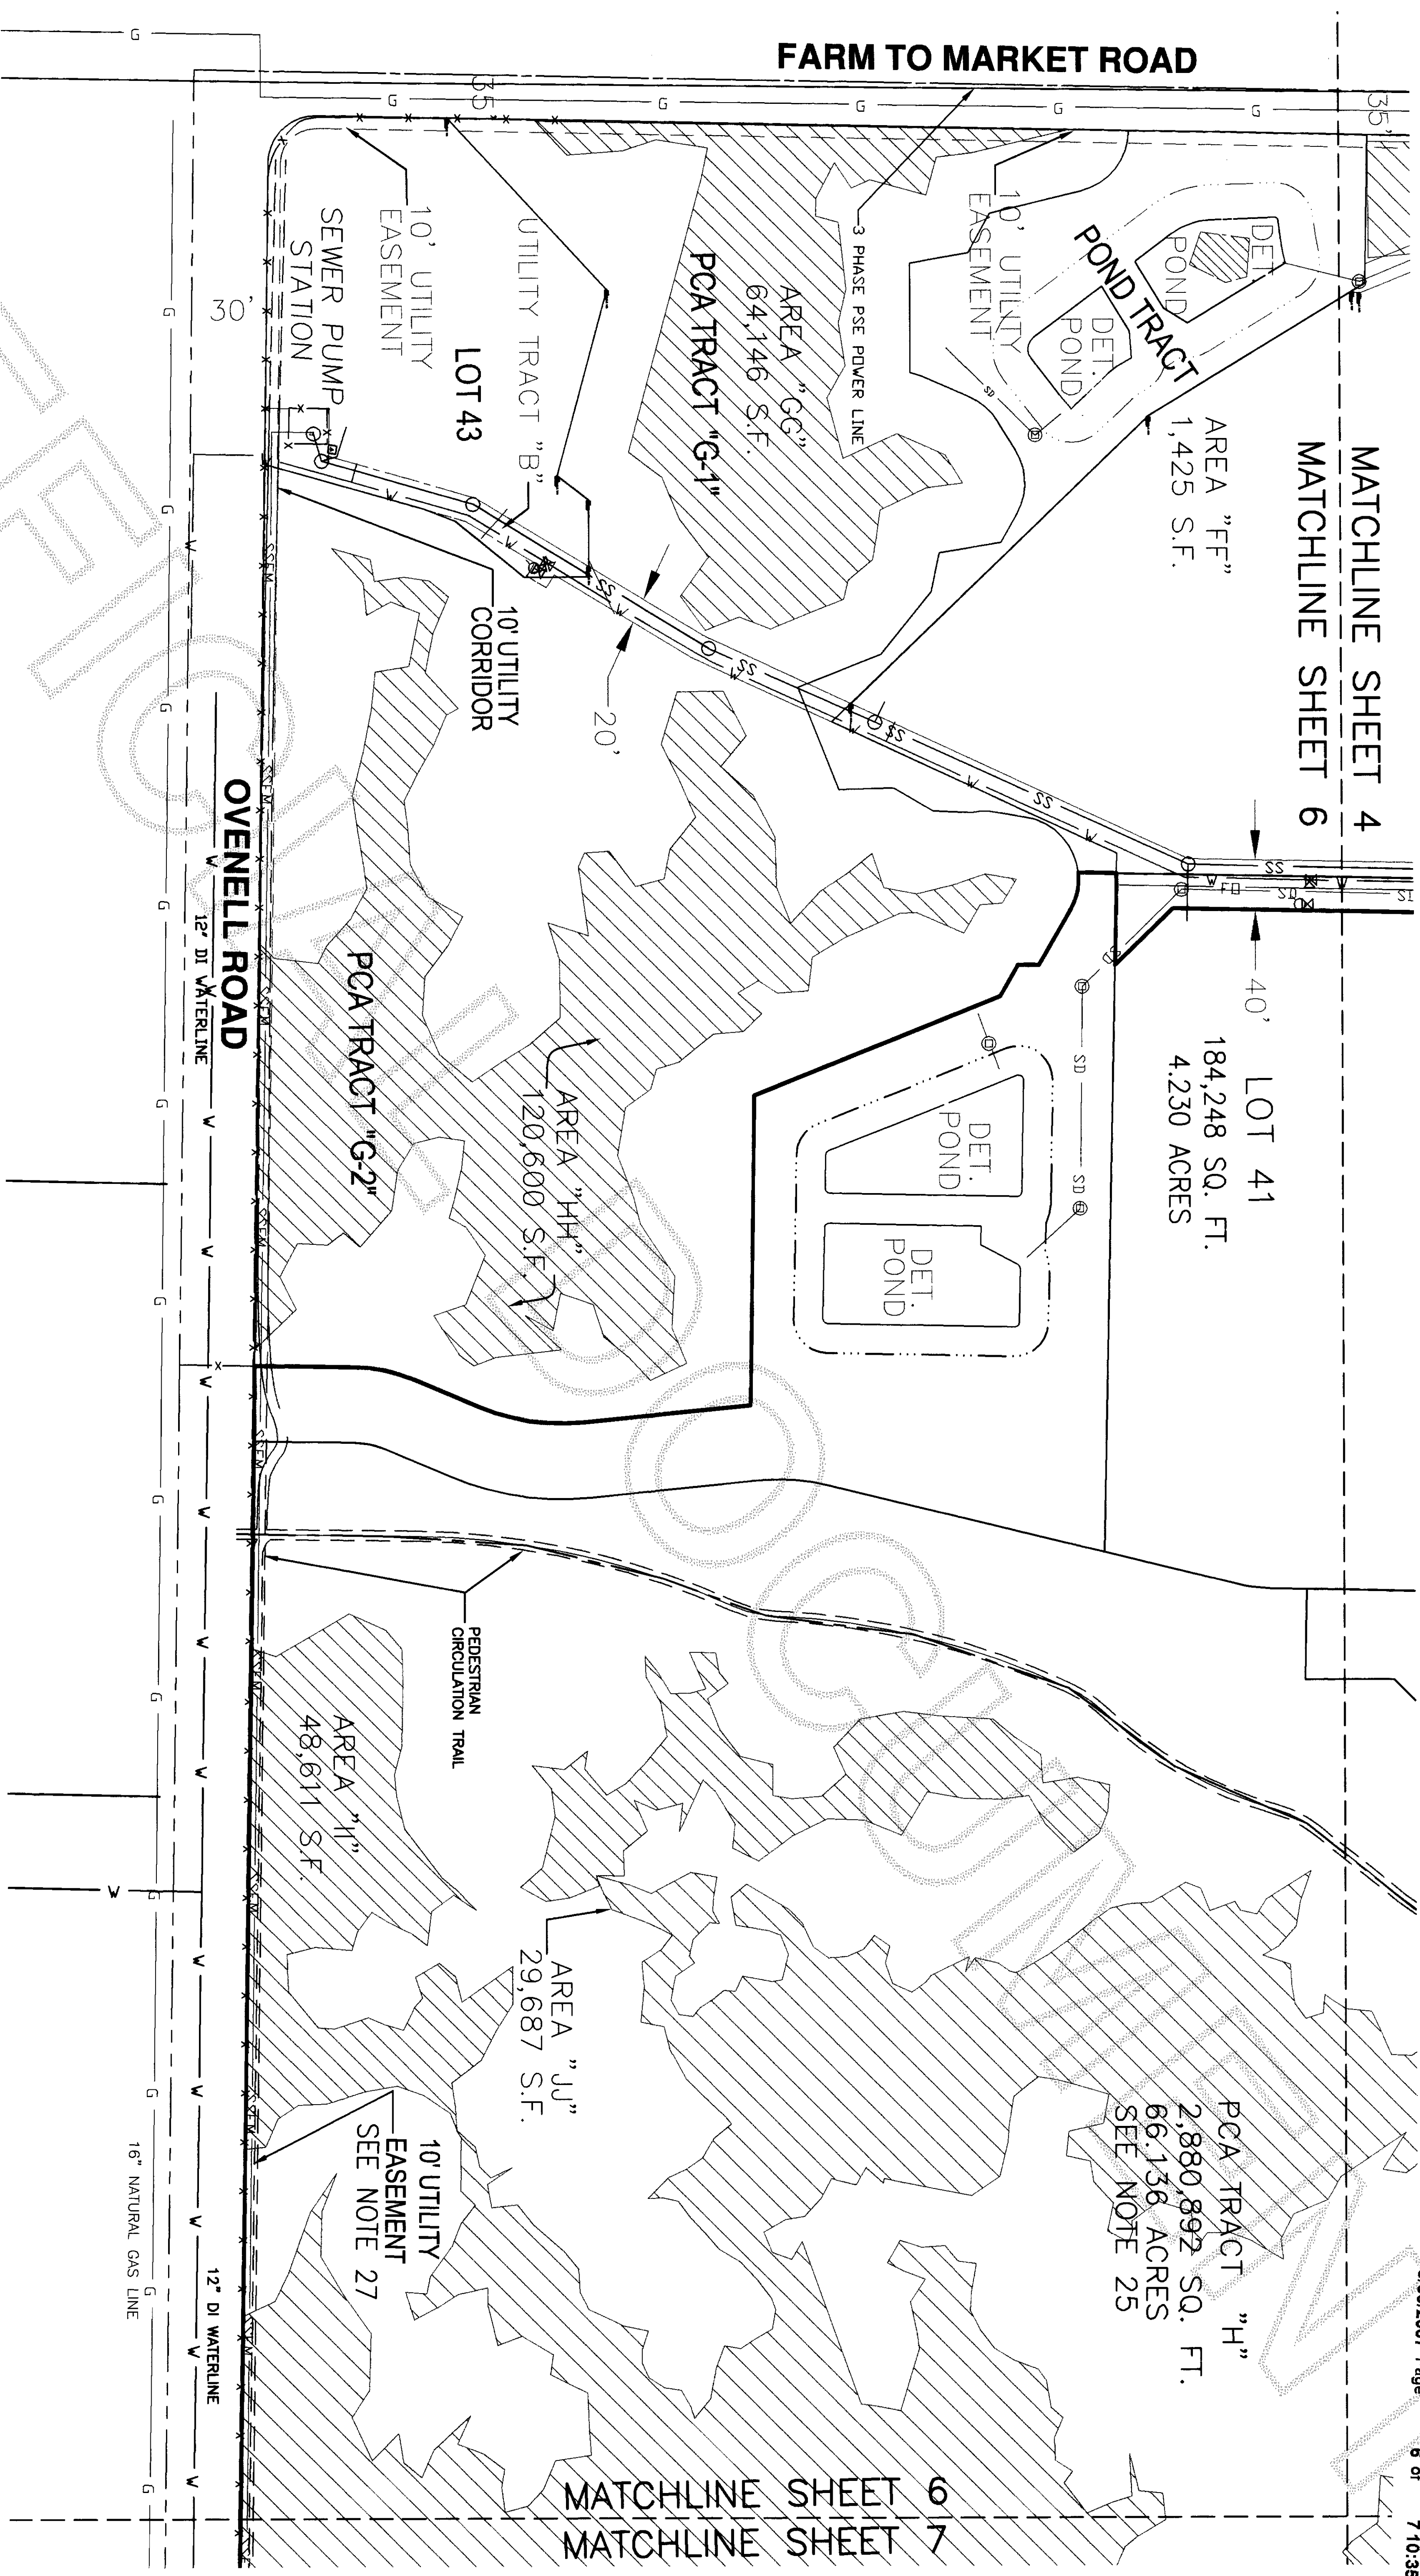 FARM TO MARKET ROAD
MATCHLINE SHEET 4
MATCHLINE SHEET 6
35'
35'
30'
10' UTILITY
EASEMENT
SEWER PUMP
STATION
LOT 43
UTILITY TRACT "B"
PCA TRACT "G-1"
AREA "GG"
64,146 S.F.
3 PHASE PSE POWER LINE
10' UTILITY
EASEMENT
POND TRACT
DET.
POND
DET.
POND
AREA "FF"
1,425 S.F.
10' UTILITY
CORRIDOR
20'
40'
LOT 41
184,248 SQ. FT.
4.230 ACRES
OVENELL ROAD
12" DI WATERLINE
PCA TRACT "G-2"
AREA "HH"
120,600 S.F.
DET.
POND
DET.
POND
PEDESTRIAN
CIRCULATION TRAIL
AREA "II"
48,611 S.F.
AREA "JJ"
29,687 S.F.
PCA TRACT "H"
2,880,892 SQ. FT.
66.136 ACRES
SEE NOTE 25
10' UTILITY
EASEMENT
SEE NOTE 27
16" NATURAL GAS LINE
12" DI WATERLINE
MATCHLINE SHEET 6
MATCHLINE SHEET 7